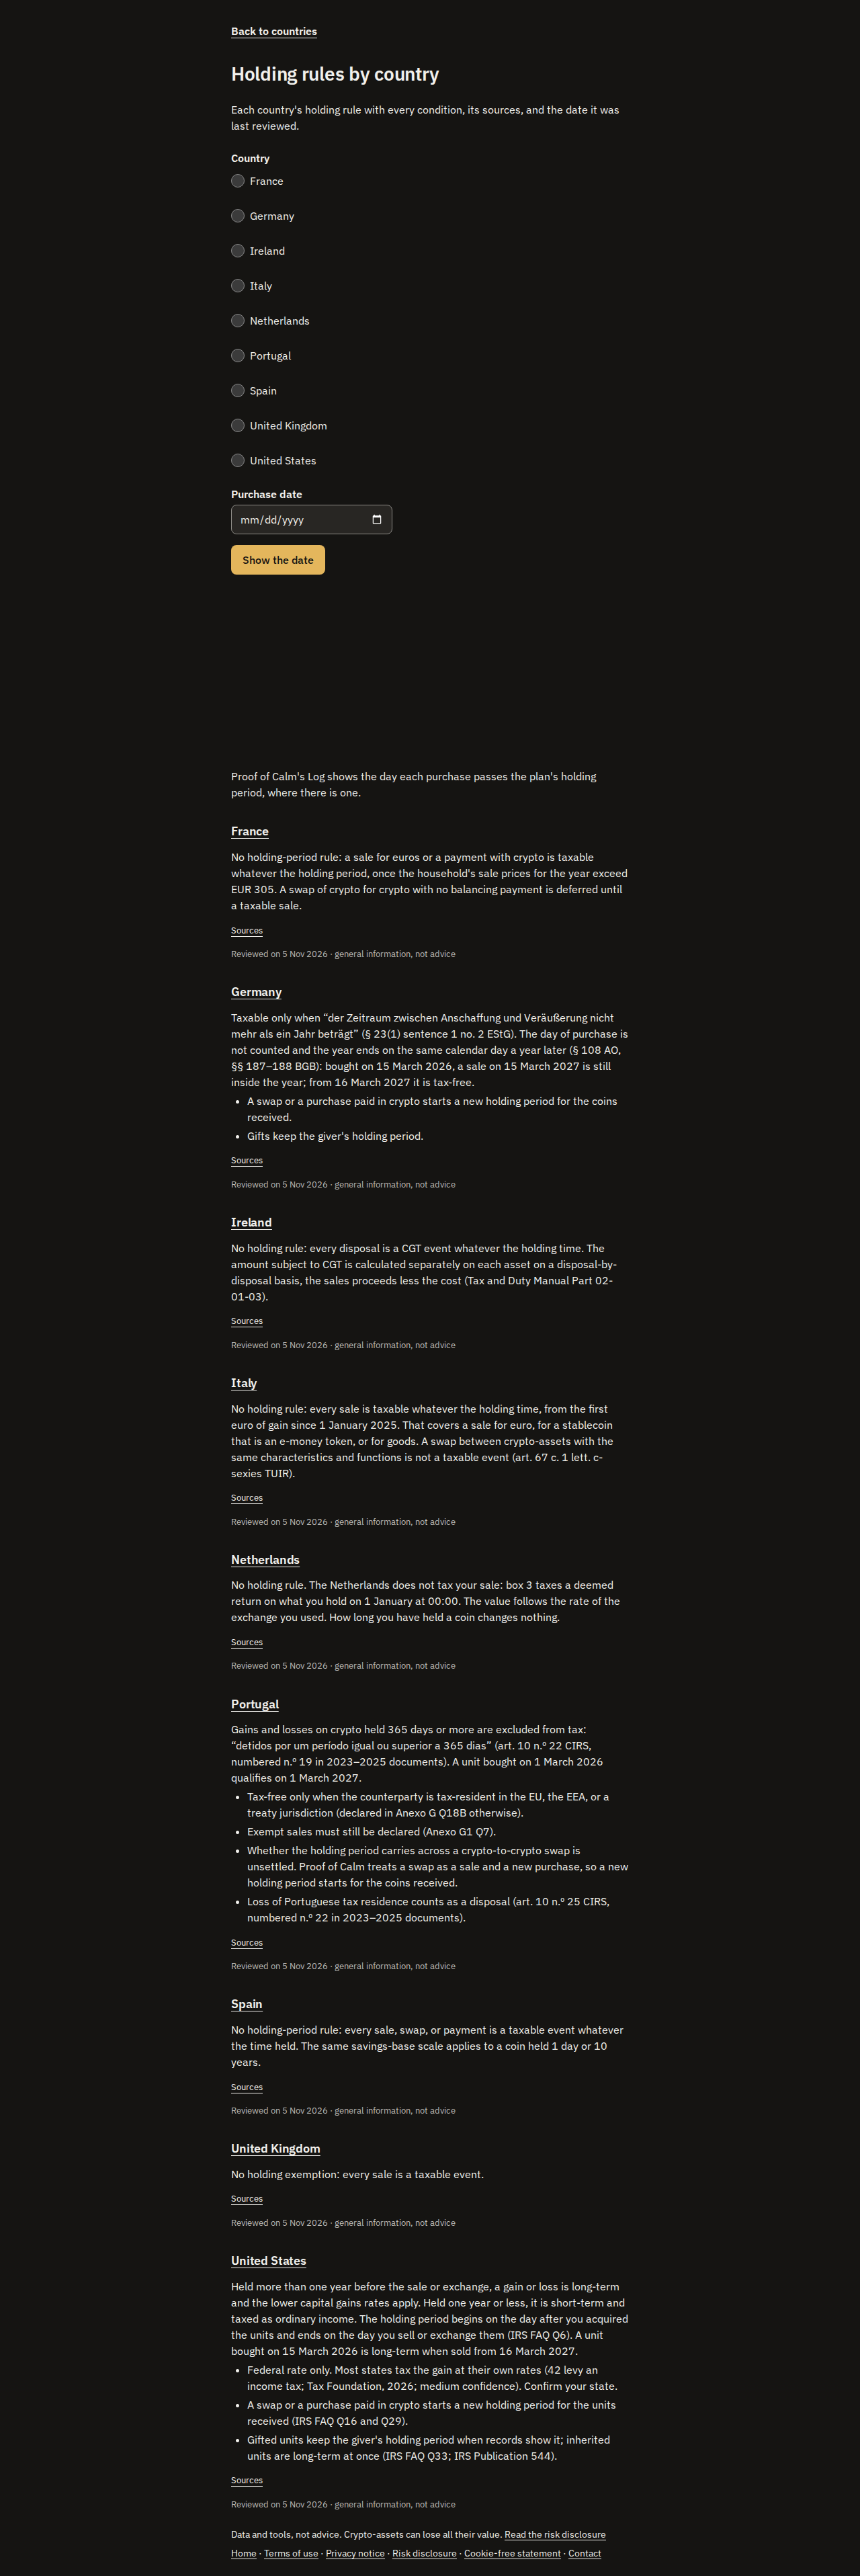 Back to countries
Holding rules by country
Each country's holding rule with every condition, its sources, and the date it was
last reviewed.
Country
France
Germany
Ireland
Italy
Netherlands
Portugal
Spain
United Kingdom
United States
Purchase date
mm/dd/yyyy
Show the date
Proof of Calm's Log shows the day each purchase passes the plan's holding
period, where there is one.
France
No holding-period rule: a sale for euros or a payment with crypto is taxable
whatever the holding period, once the household's sale prices for the year exceed
EUR 305. A swap of crypto for crypto with no balancing payment is deferred until
a taxable sale.
Sources
Reviewed on 5 Nov 2026 · general information, not advice
Germany
Taxable only when “der Zeitraum zwischen Anschaffung und Veräußerung nicht
mehr als ein Jahr beträgt” (§ 23(1) sentence 1 no. 2 EStG). The day of purchase is
not counted and the year ends on the same calendar day a year later (§ 108 AO,
§§ 187–188 BGB): bought on 15 March 2026, a sale on 15 March 2027 is still
inside the year; from 16 March 2027 it is tax-free.
• A swap or a purchase paid in crypto starts a new holding period for the coins
received.
• Gifts keep the giver's holding period.
Sources
Reviewed on 5 Nov 2026 · general information, not advice
Ireland
No holding rule: every disposal is a CGT event whatever the holding time. The
amount subject to CGT is calculated separately on each asset on a disposal-by-
disposal basis, the sales proceeds less the cost (Tax and Duty Manual Part 02-
01-03).
Sources
Reviewed on 5 Nov 2026 · general information, not advice
Italy
No holding rule: every sale is taxable whatever the holding time, from the first
euro of gain since 1 January 2025. That covers a sale for euro, for a stablecoin
that is an e-money token, or for goods. A swap between crypto-assets with the
same characteristics and functions is not a taxable event (art. 67 c. 1 lett. c-
sexies TUIR).
Sources
Reviewed on 5 Nov 2026 · general information, not advice
Netherlands
No holding rule. The Netherlands does not tax your sale: box 3 taxes a deemed
return on what you hold on 1 January at 00:00. The value follows the rate of the
exchange you used. How long you have held a coin changes nothing.
Sources
Reviewed on 5 Nov 2026 · general information, not advice
Portugal
Gains and losses on crypto held 365 days or more are excluded from tax:
“detidos por um período igual ou superior a 365 dias” (art. 10 n.º 22 CIRS,
numbered n.º 19 in 2023–2025 documents). A unit bought on 1 March 2026
qualifies on 1 March 2027.
• Tax-free only when the counterparty is tax-resident in the EU, the EEA, or a
treaty jurisdiction (declared in Anexo G Q18B otherwise).
• Exempt sales must still be declared (Anexo G1 Q7).
• Whether the holding period carries across a crypto-to-crypto swap is
unsettled. Proof of Calm treats a swap as a sale and a new purchase, so a new
holding period starts for the coins received.
• Loss of Portuguese tax residence counts as a disposal (art. 10 n.º 25 CIRS,
numbered n.º 22 in 2023–2025 documents).
Sources
Reviewed on 5 Nov 2026 · general information, not advice
Spain
No holding-period rule: every sale, swap, or payment is a taxable event whatever
the time held. The same savings-base scale applies to a coin held 1 day or 10
years.
Sources
Reviewed on 5 Nov 2026 · general information, not advice
United Kingdom
No holding exemption: every sale is a taxable event.
Sources
Reviewed on 5 Nov 2026 · general information, not advice
United States
Held more than one year before the sale or exchange, a gain or loss is long-term
and the lower capital gains rates apply. Held one year or less, it is short-term and
taxed as ordinary income. The holding period begins on the day after you acquired
the units and ends on the day you sell or exchange them (IRS FAQ Q6). A unit
bought on 15 March 2026 is long-term when sold from 16 March 2027.
• Federal rate only. Most states tax the gain at their own rates (42 levy an
income tax; Tax Foundation, 2026; medium confidence). Confirm your state.
• A swap or a purchase paid in crypto starts a new holding period for the units
received (IRS FAQ Q16 and Q29).
• Gifted units keep the giver's holding period when records show it; inherited
units are long-term at once (IRS FAQ Q33; IRS Publication 544).
Sources
Reviewed on 5 Nov 2026 · general information, not advice
Data and tools, not advice. Crypto-assets can lose all their value. Read the risk disclosure
Home · Terms of use · Privacy notice · Risk disclosure · Cookie-free statement · Contact